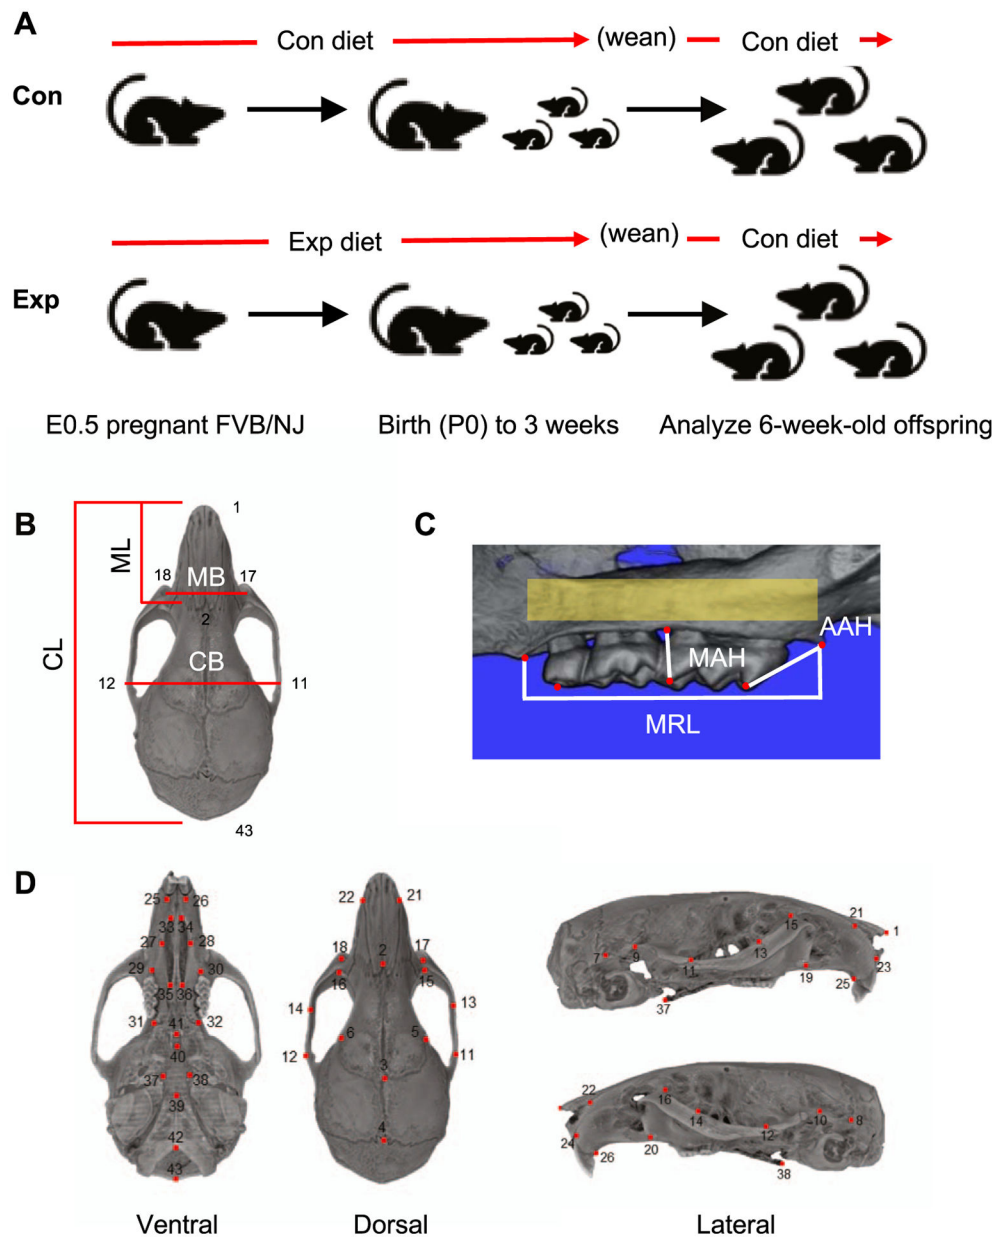 A
Con diet (wean) Con diet
Con
Exp diet (wean) Con diet
Exp
E0.5 pregnant FVB/NJ Birth (P0) to 3 weeks Analyze 6-week-old offspring
B
1
ML
18 MB 17
2
CL
CB
12 11
43
C
AAH
MAH
MRL
D
25 26
33 34
27 28
29 30
35 36
31 41 32
40
37 38
39
42
43
Ventral
22 21
18 2 17
16 15
14 13
6 5
12 11
3
4
Dorsal
15 21 1
7 9 13
11 19 23
25
37
22 16
14 10 8
24 20 12
26 38
Lateral